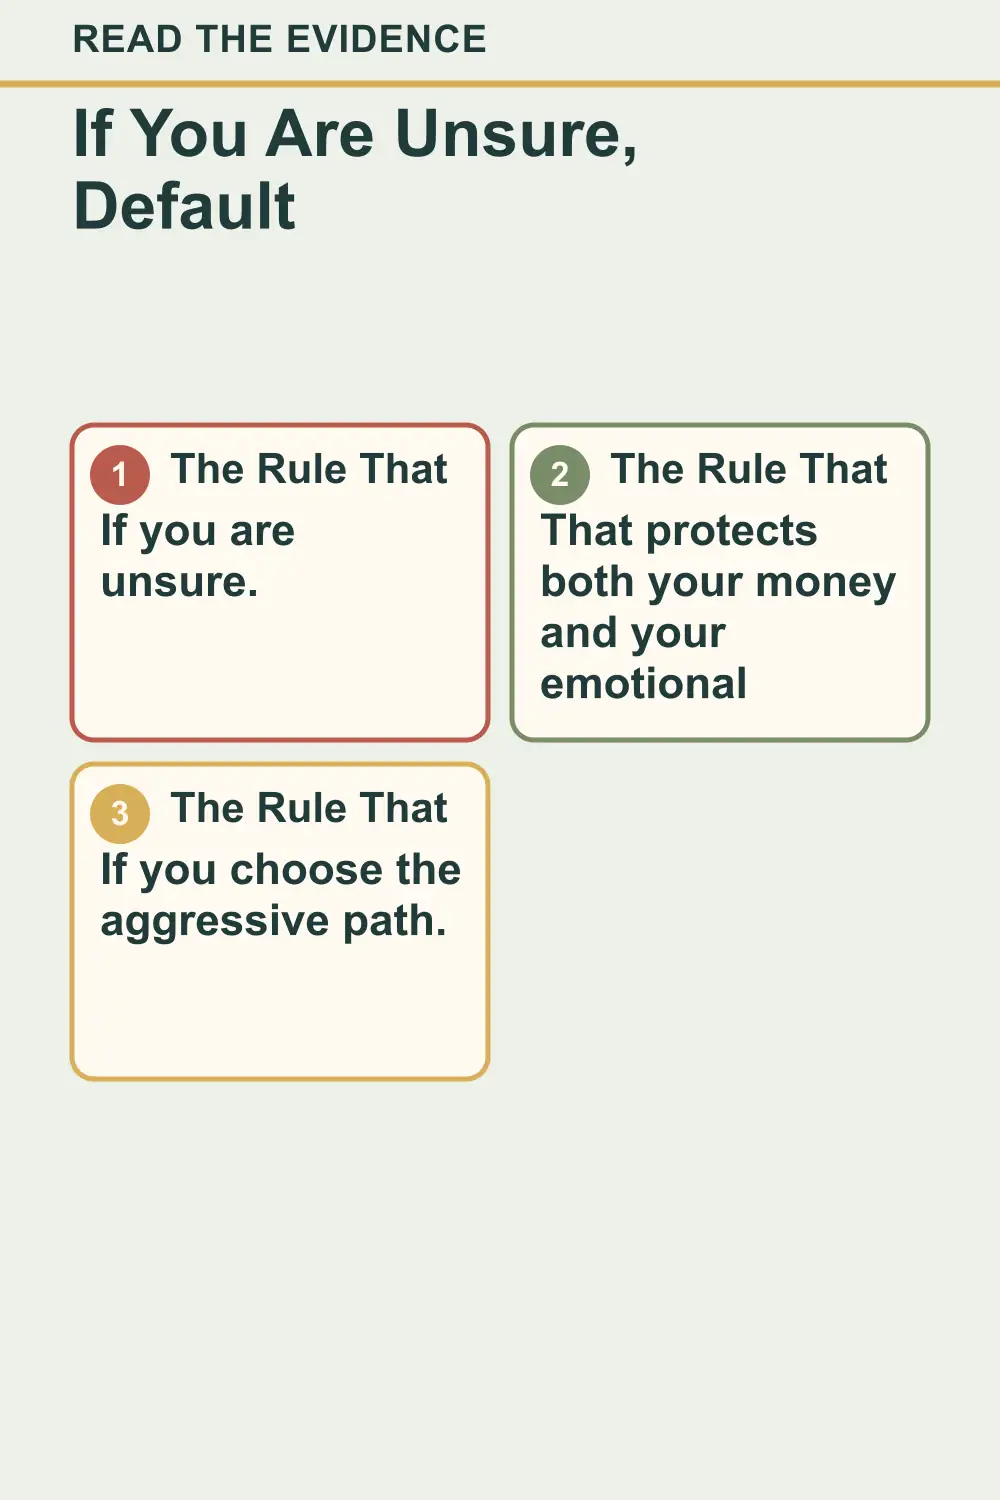 READ THE EVIDENCE
If You Are Unsure,
Default
1 The Rule That
If you are
unsure.
2 The Rule That
That protects
both your money
and your
emotional
3 The Rule That
If you choose the
aggressive path.